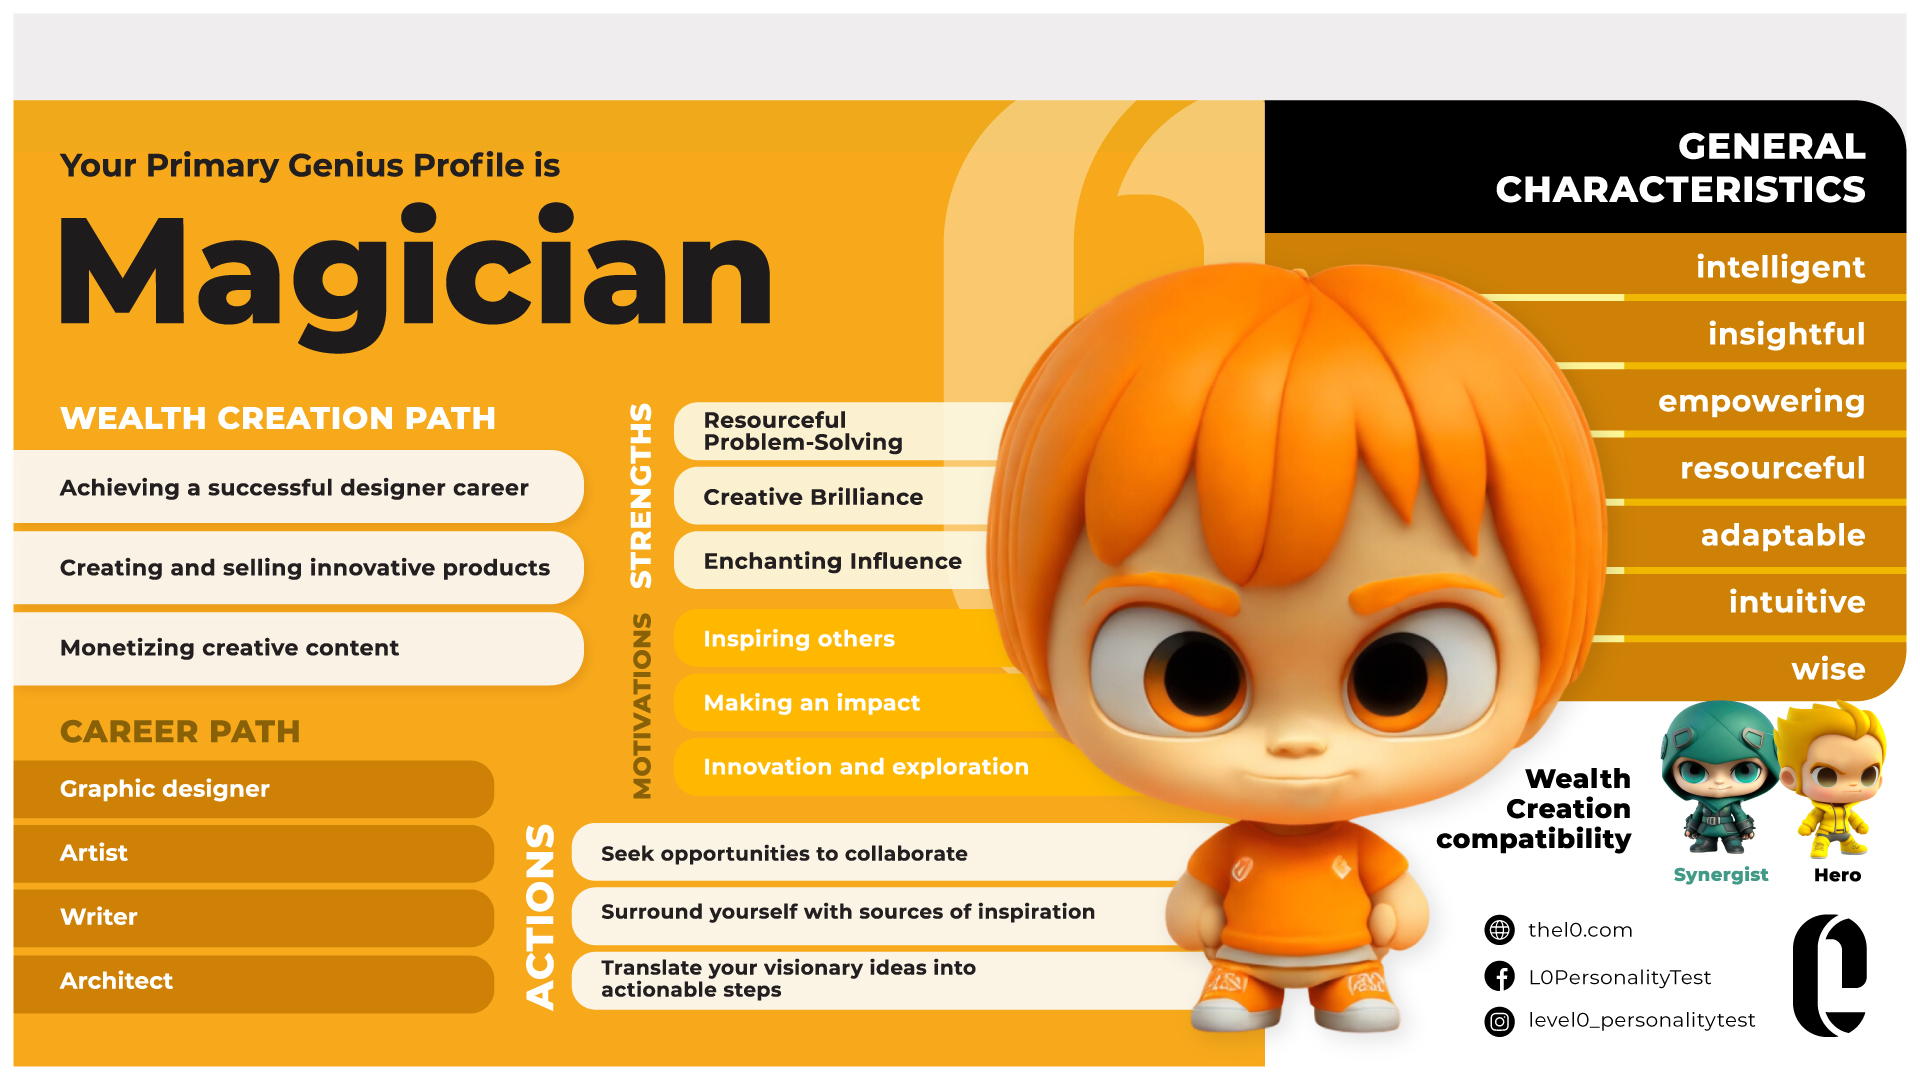 Your Primary Genius Profile is
Magician
WEALTH CREATION PATH
Achieving a successful designer career
Creating and selling innovative products
Monetizing creative content
CAREER PATH
Graphic designer
Artist
Writer
Architect
STRENGTHS
Resourceful
Problem-Solving
Creative Brilliance
Enchanting Influence
MOTIVATIONS
Inspiring others
Making an impact
Innovation and exploration
ACTIONS
Seek opportunities to collaborate
Surround yourself with sources of inspiration
Translate your visionary ideas into
actionable steps
GENERAL
CHARACTERISTICS
intelligent
insightful
empowering
resourceful
adaptable
intuitive
wise
Wealth
Creation
compatibility
Synergist
Hero
thel0.com
L0PersonalityTest
level0_personalitytest